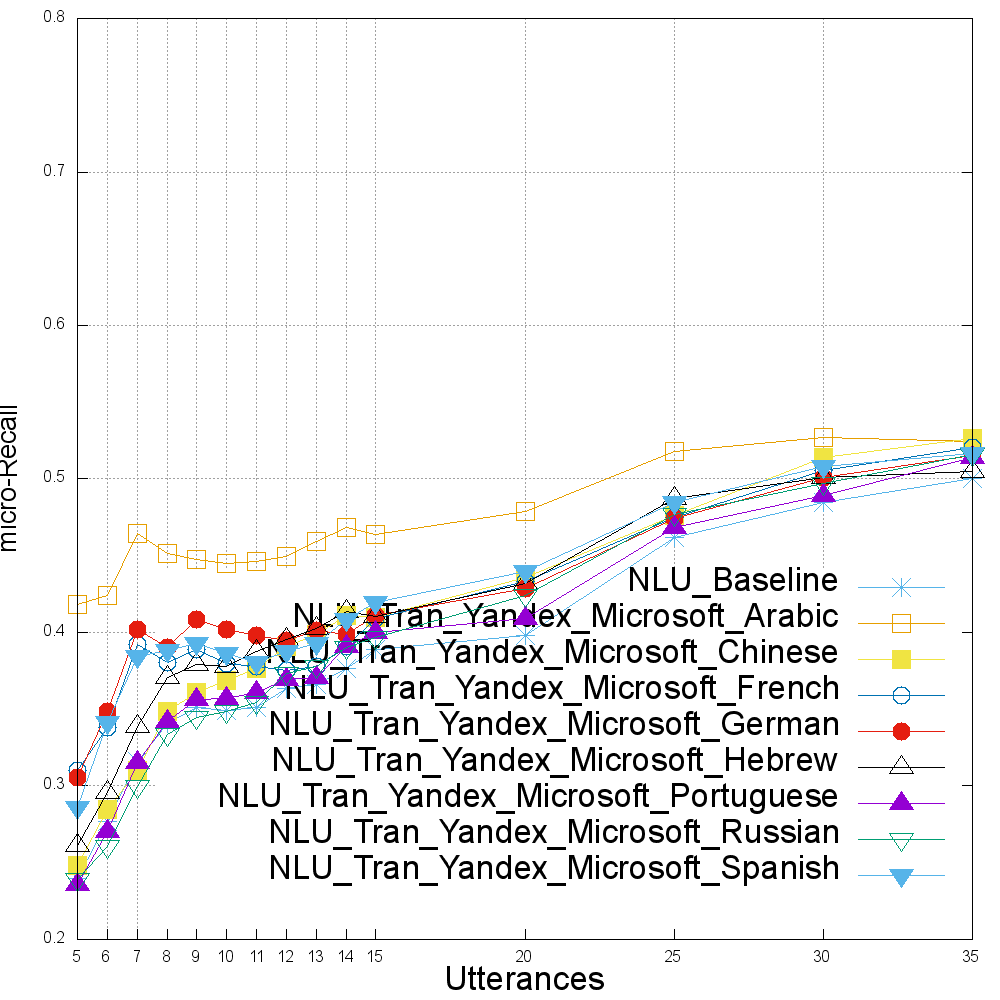 0.8
0.7
0.6
0.5
0.4
0.3
0.2
micro-Recall
NLU_Baseline
NLU_Tran_Yandex_Microsoft_Arabic
NLU_Tran_Yandex_Microsoft_Chinese
NLU_Tran_Yandex_Microsoft_French
NLU_Tran_Yandex_Microsoft_German
NLU_Tran_Yandex_Microsoft_Hebrew
NLU_Tran_Yandex_Microsoft_Portuguese
NLU_Tran_Yandex_Microsoft_Russian
NLU_Tran_Yandex_Microsoft_Spanish
5 6 7 8 9 10 11 12 13 14 15 20 25 30 35
Utterances